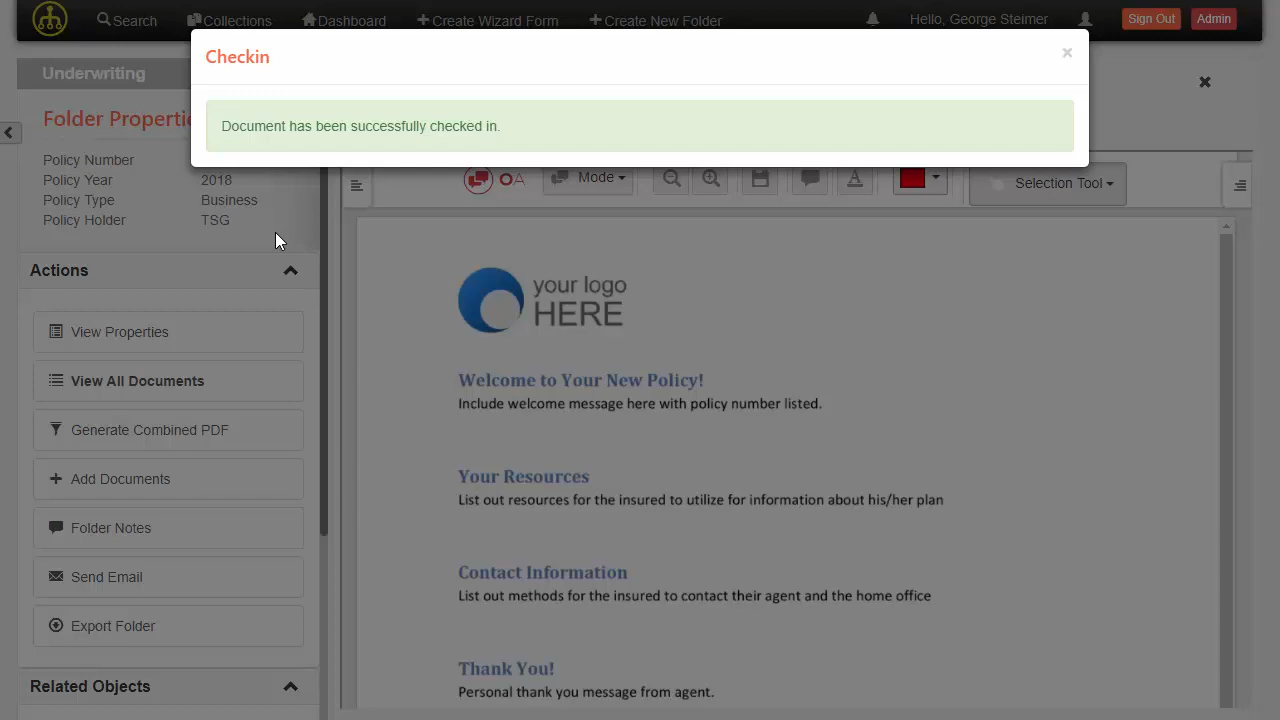 Search
Collections
Dashboard
Create Wizard Form
Create New Folder
Hello, George Steimer
Sign Out
Admin
Checkin
×
Document has been successfully checked in.
Underwriting
Folder Properti
Policy Number
Policy Year 2018
Policy Type Business
Policy Holder TSG
Actions
View Properties
View All Documents
Generate Combined PDF
Add Documents
Folder Notes
Send Email
Export Folder
Related Objects
OA
Mode
A
Selection Tool
your logo
HERE
Welcome to Your New Policy!
Include welcome message here with policy number listed.
Your Resources
List out resources for the insured to utilize for information about his/her plan
Contact Information
List out methods for the insured to contact their agent and the home office
Thank You!
Personal thank you message from agent.